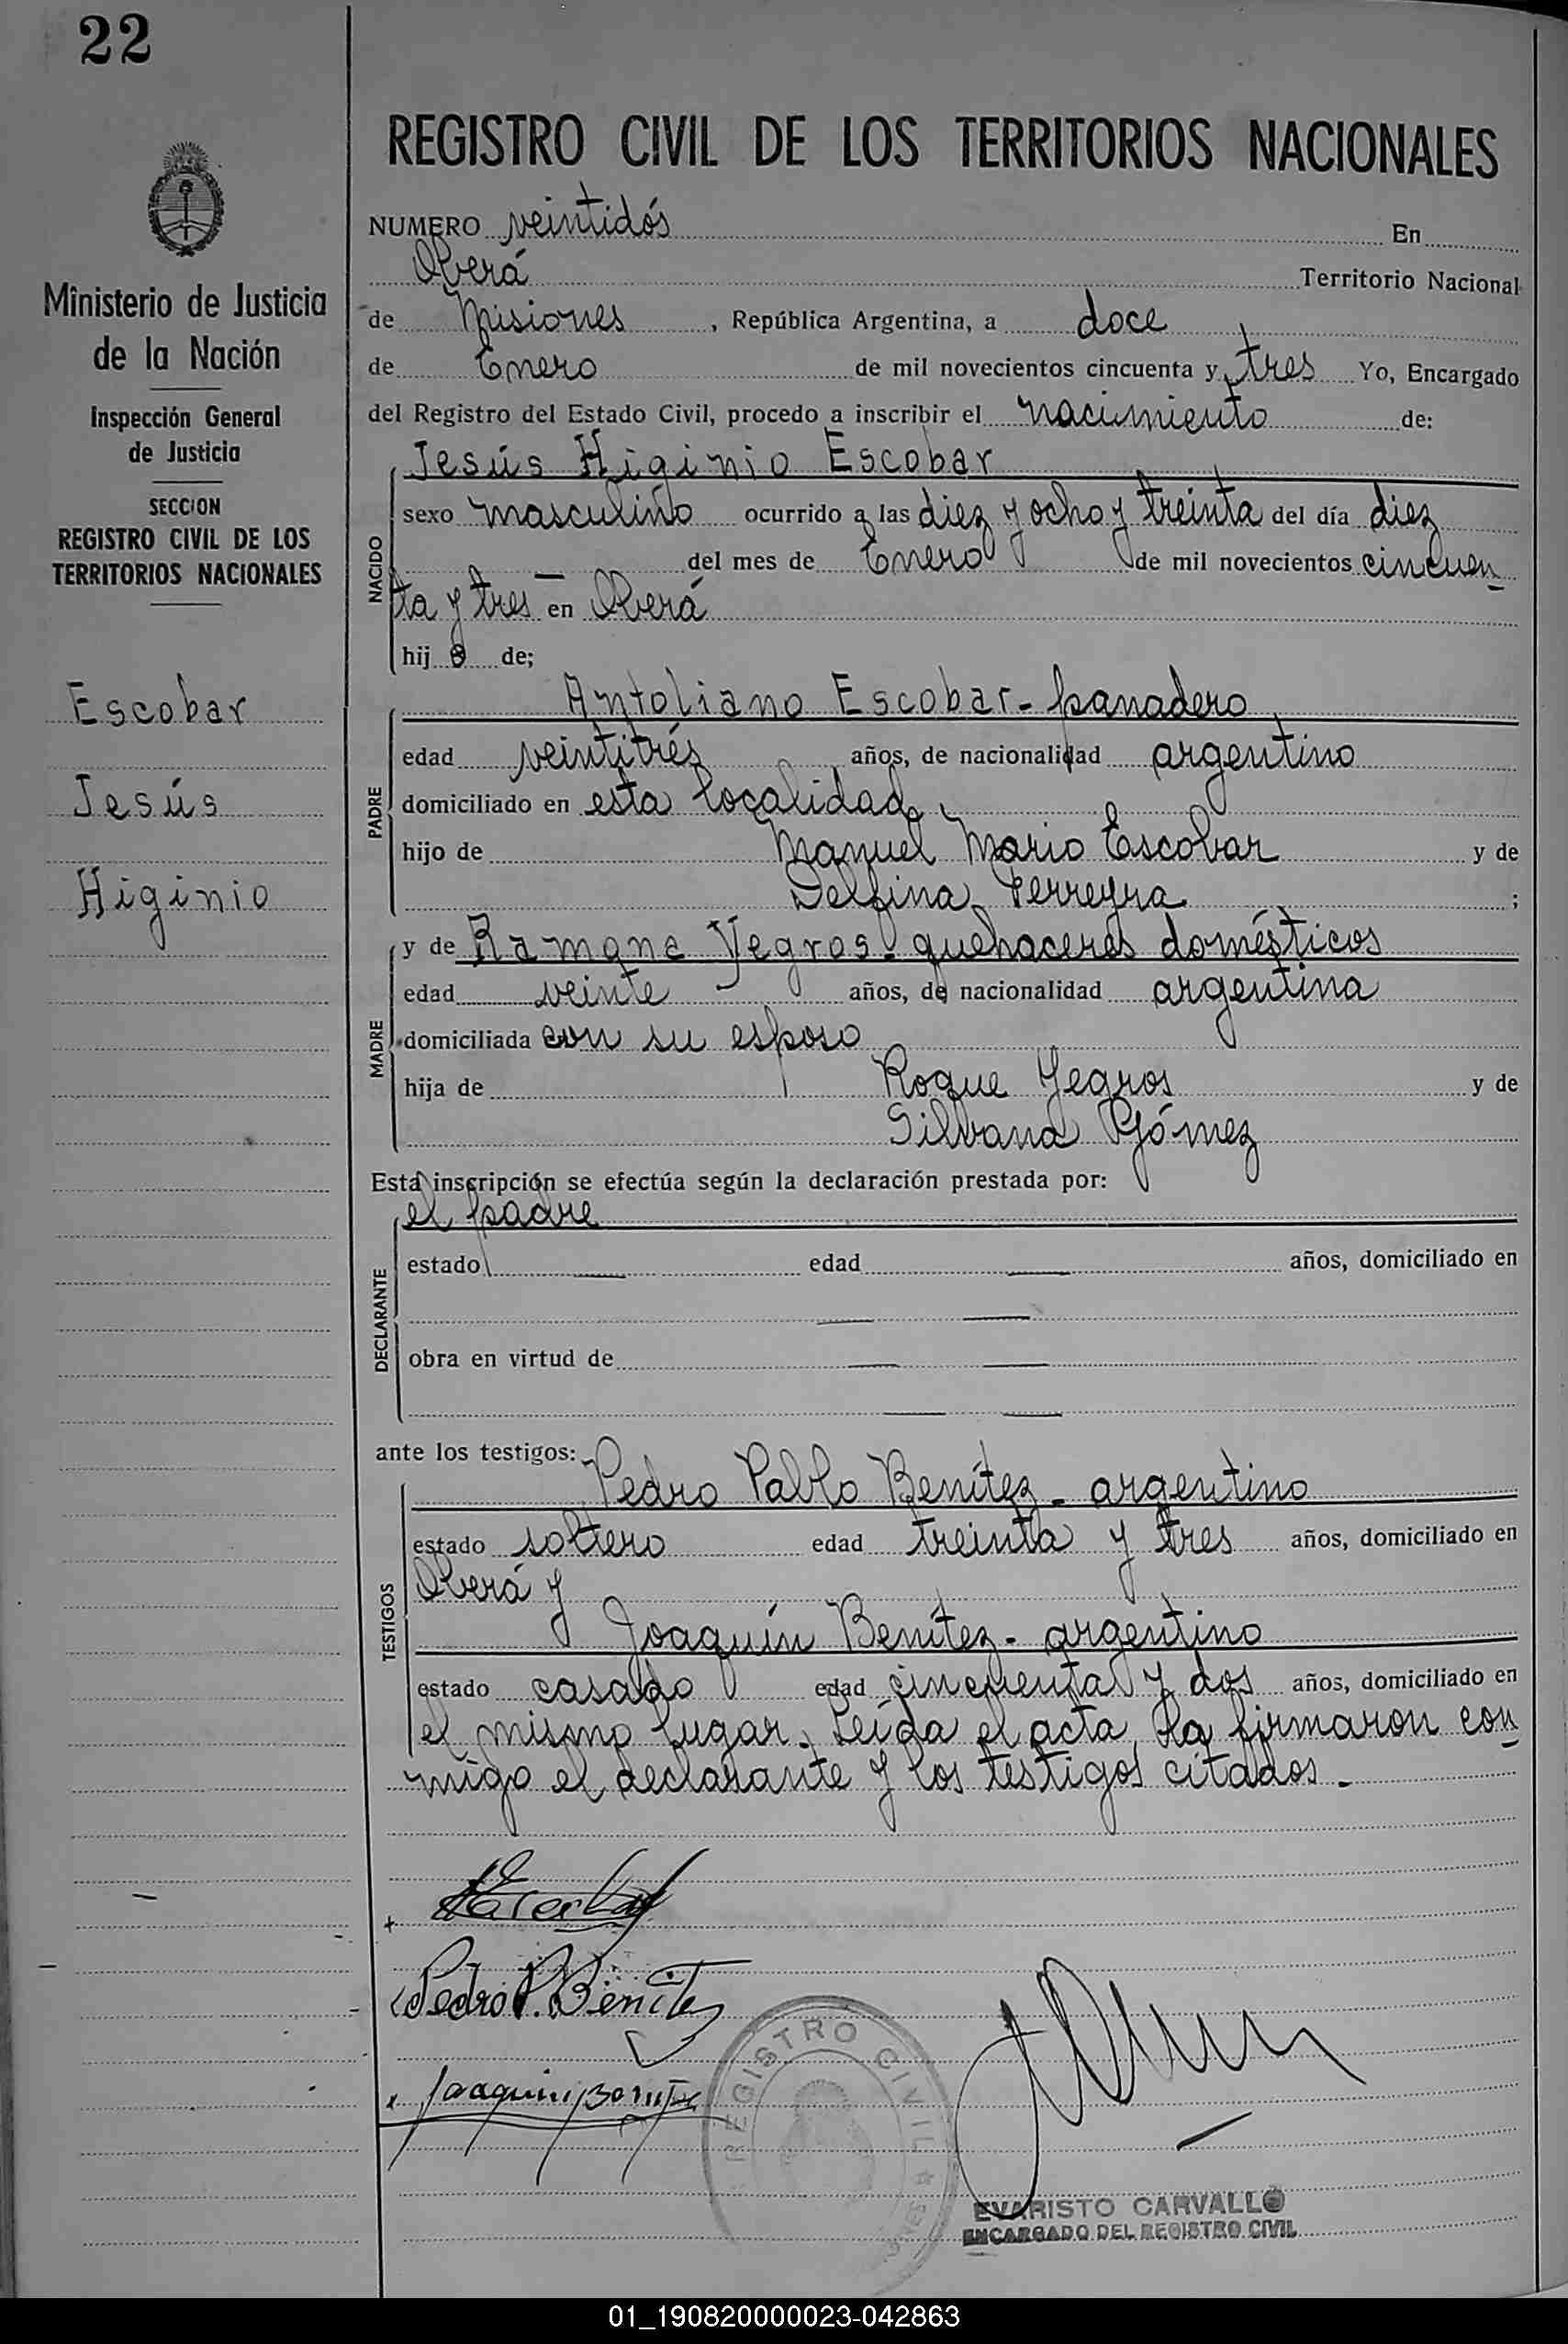 22
REGISTRO CIVIL DE LOS TERRITORIOS NACIONALES
Ministerio de Justicia
de la Nación
Inspección General
de Justicia
SECCION
REGISTRO CIVIL DE LOS
TERRITORIOS NACIONALES
Escobar
Jesús
Higinio
NUMERO veintidós En
Oberá Territorio Nacional
de Misiones, República Argentina, a doce
de Enero de mil novecientos cincuenta y tres Yo, Encargado
del Registro del Estado Civil, procedo a inscribir el nacimiento de:
NACIDO
Jesús Higinio Escobar
sexo masculino ocurrido a las diez y ocho y treinta del día diez
— del mes de Enero de mil novecientos cincuen
ta y tres en Oberá
hijo de;
PADRE
Antoliano Escobar - panadero
edad veintitrés años, de nacionalidad argentino
domiciliado en esta localidad
hijo de Manuel Mario Escobar y de
Delfina Ferreyra ;
MADRE
y de Ramona Yegros - quehaceres domésticos
edad veinte años, de nacionalidad argentina
domiciliada con su esposo
hija de Roque Yegros y de
Silvana Gómez
Esta inscripción se efectúa según la declaración prestada por:
DECLARANTE
el padre
estado — edad — años, domiciliado en
— —
obra en virtud de — —
— —
ante los testigos:
TESTIGOS
Pedro Pablo Benítez - argentino
estado soltero edad treinta y tres años, domiciliado en
Oberá y
Joaquín Benítez - argentino
estado casado edad cincuenta y dos años, domiciliado en
el mismo lugar. Leída el acta, la firmaron con
migo el declarante y los testigos citados.-
AEscobar
Pedro P. Benitez
Joaquin Benitez
REGISTRO CIVIL
EVARISTO CARVALLO
ENCARGADO DEL REGISTRO CIVIL
01_190820000023-042863